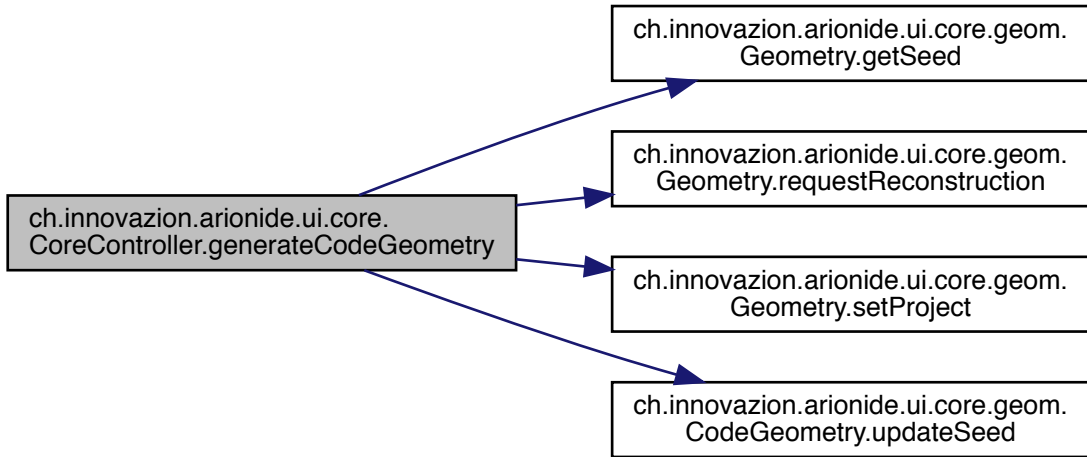 ch.innovazion.arionide.ui.core.geom.
Geometry.getSeed
ch.innovazion.arionide.ui.core.geom.
Geometry.requestReconstruction
ch.innovazion.arionide.ui.core.
CoreController.generateCodeGeometry
ch.innovazion.arionide.ui.core.geom.
Geometry.setProject
ch.innovazion.arionide.ui.core.geom.
CodeGeometry.updateSeed